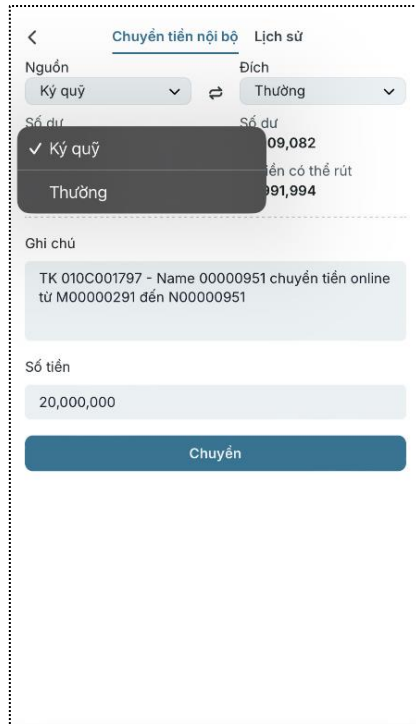 Chuyển tiền nội bộ Lịch sử
Nguồn Đích
Ký quỹ Thường
Số dư Số dư
✓ Ký quỹ
09,082
Thường
có thể rút
991,994
Ghi chú
TK 010C001797 - Name 00000951 chuyển tiền online
từ M00000291 đến N00000951
Số tiền
20,000,000
Chuyển